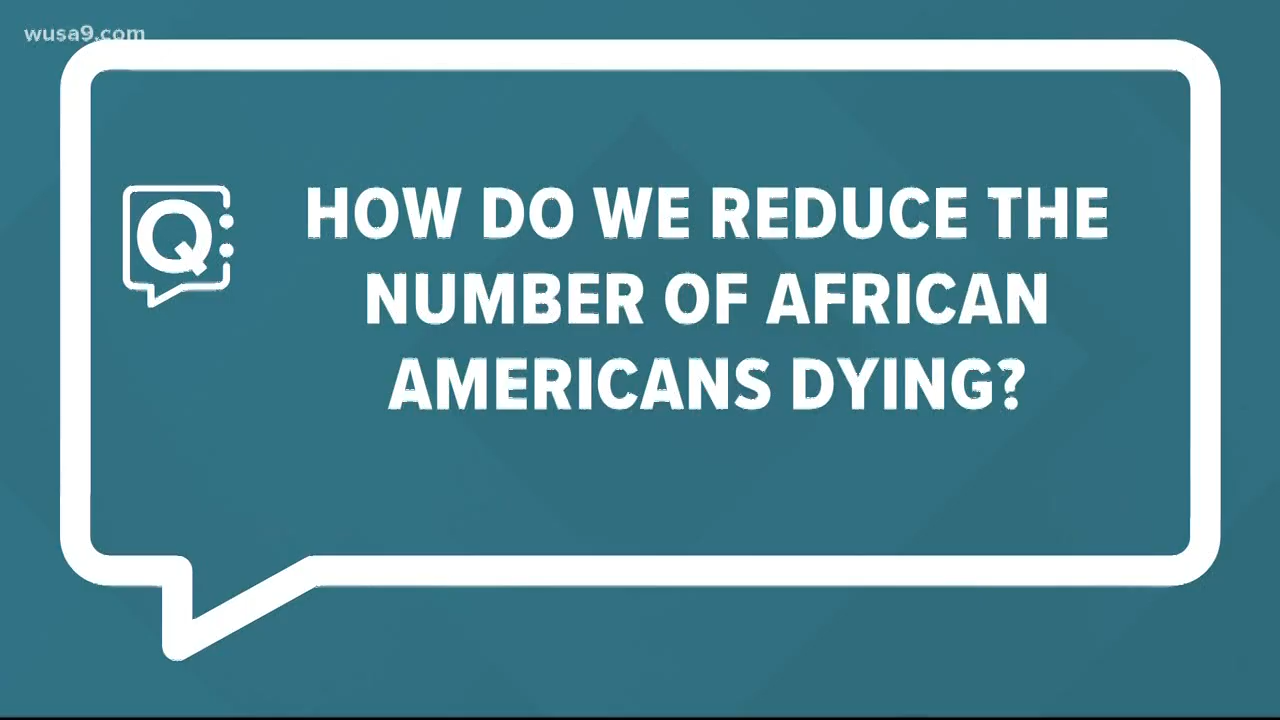 wusa9.com
Q
HOW DO WE REDUCE THE
NUMBER OF AFRICAN
AMERICANS DYING?